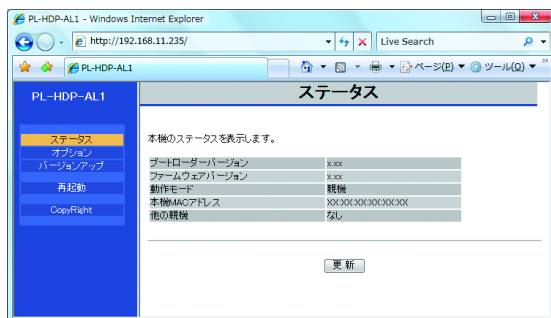 PL-HDP-AL1 - Windows Internet Explorer
http://192.168.11.235/
Live Search
PL-HDP-AL1
ページ(P)
ツール(O)
PL-HDP-AL1
ステータス
オプション
バージョンアップ
再起動
CopyRight
ステータス
本機のステータスを表示します。
ブートローダーバージョン x.xx
ファームウェアバージョン x.xx
動作モード 親機
本機MACアドレス XX:XX:XX:XX:XX:XX
他の親機 なし
更新